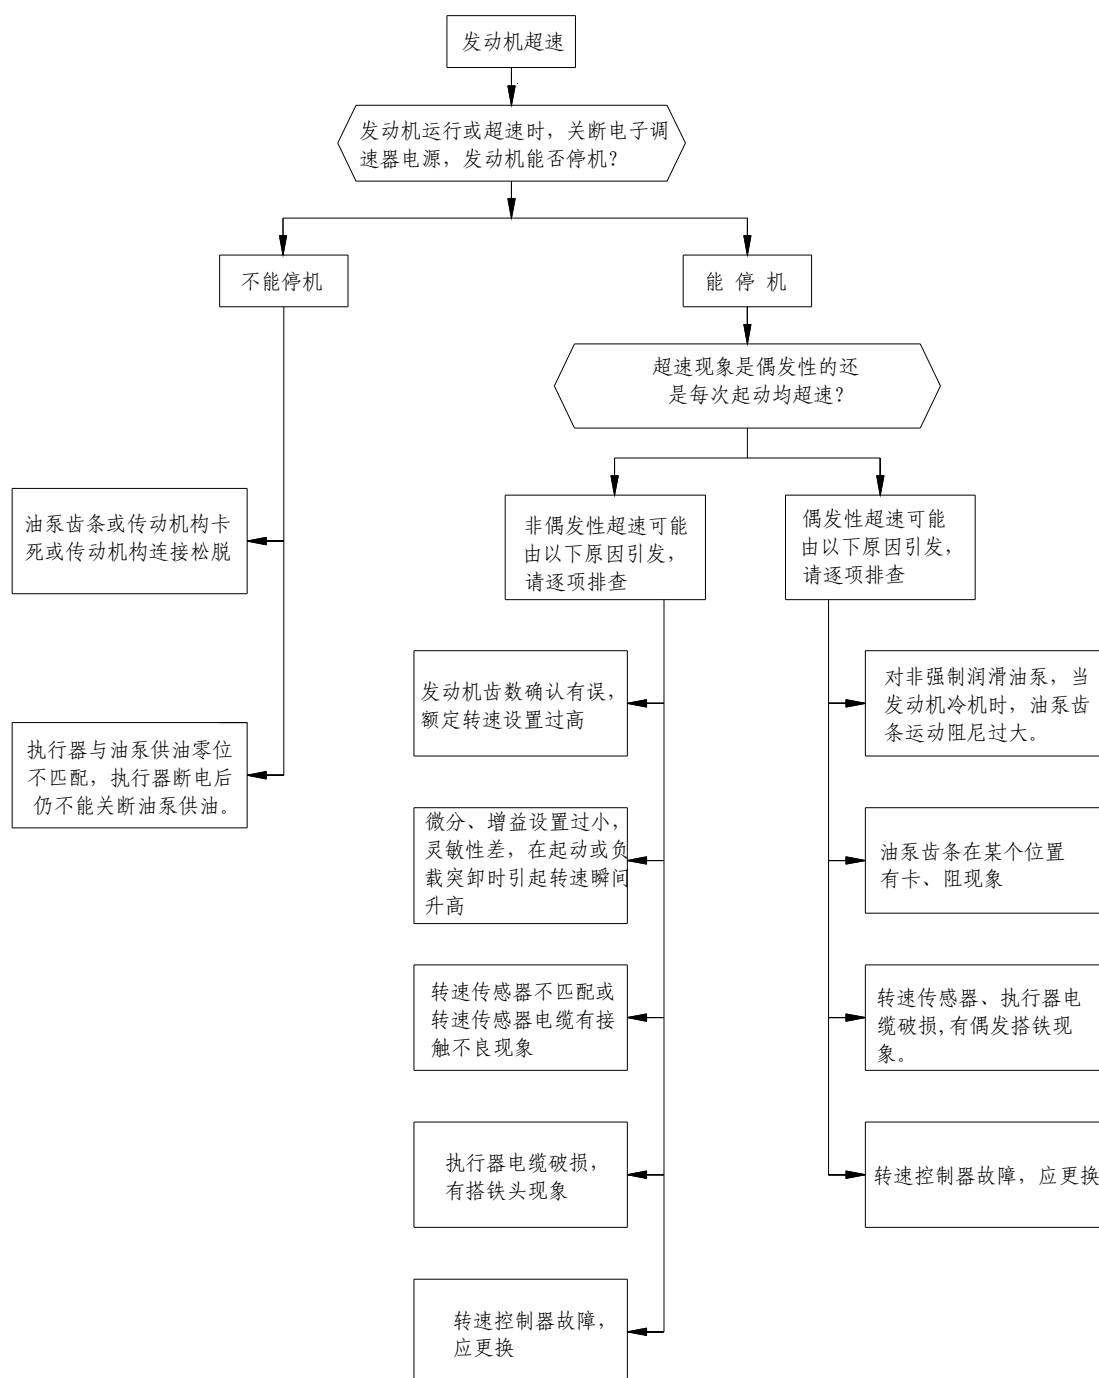 发动机超速
发动机运行或超速时，关断电子调
速器电源，发动机能否停机？
不能停机
能 停 机
超速现象是偶发性的还
是每次起动均超速？
油泵齿条或传动机构卡
死或传动机构连接松脱
执行器与油泵供油零位
不匹配，执行器断电后
仍不能关断油泵供油。
非偶发性超速可能
由以下原因引发，
请逐项排查
发动机齿数确认有误，
额定转速设置过高
微分、增益设置过小，
灵敏性差，在起动或负
载突卸时引起转速瞬间
升高
转速传感器不匹配或
转速传感器电缆有接
触不良现象
执行器电缆破损，
有搭铁头现象
转速控制器故障，
应更换
偶发性超速可能
由以下原因引发，
请逐项排查
对非强制润滑油泵，当
发动机冷机时，油泵齿
条运动阻尼过大。
油泵齿条在某个位置
有卡、阻现象
转速传感器、执行器电
缆破损,有偶发搭铁现
象。
转速控制器故障，应更换